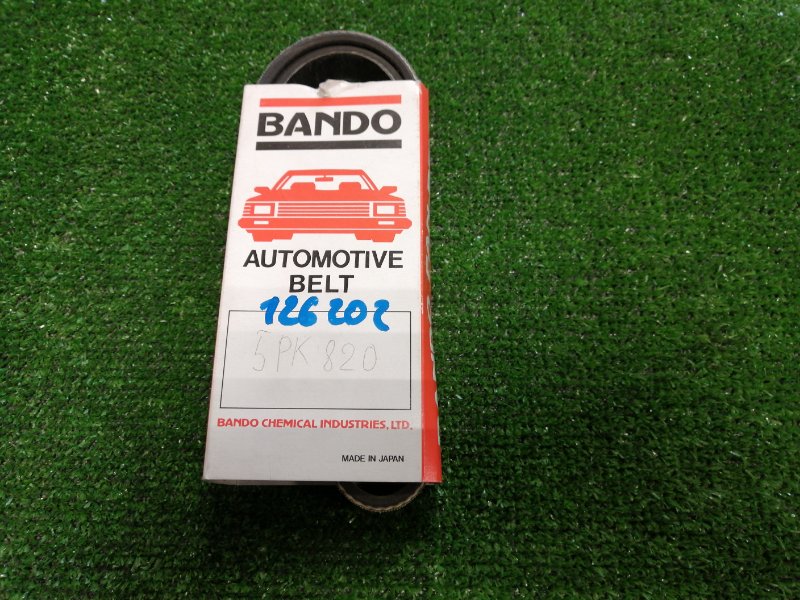 BANDO
AUTOMOTIVE
BELT
126202
5PK 820
BANDO CHEMICAL INDUSTRIES, LTD.
MADE IN JAPAN